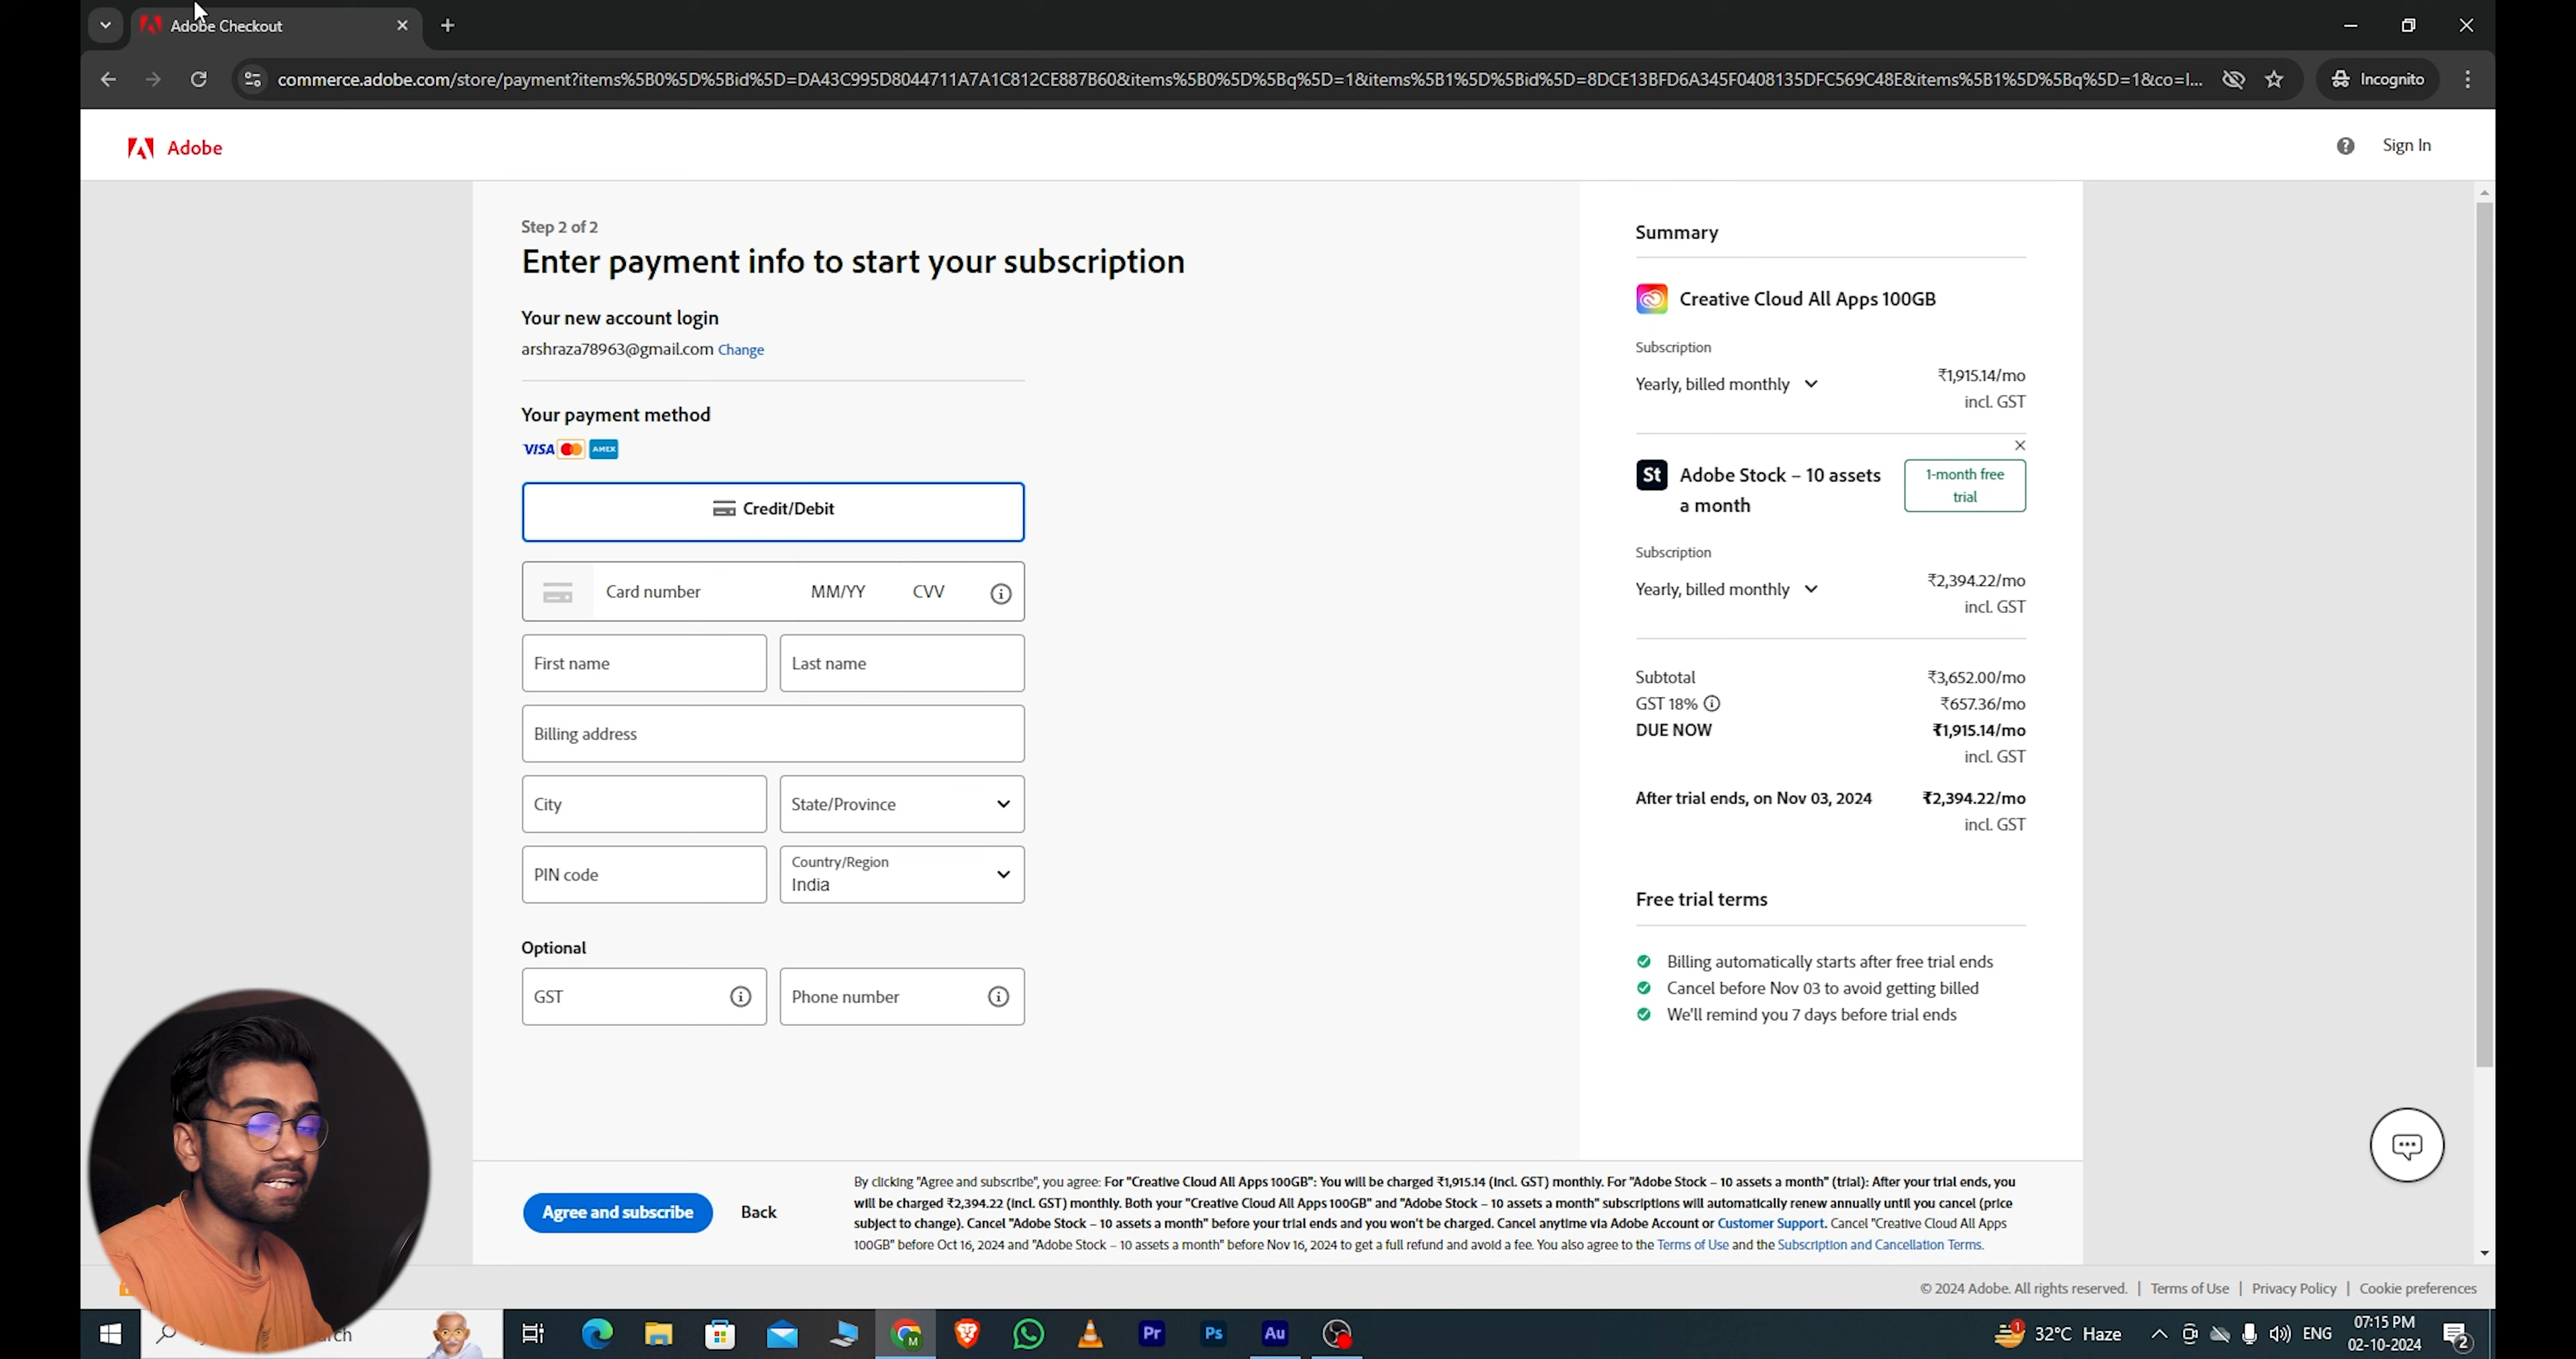 Adobe Checkout
commerce.adobe.com/store/payment?items%5B0%5D%5Bid%5D=DA43C995D8044711A7A1C812CE887B60&items%5B0%5D%5Bq%5D=1&items%5B1%5D%5Bid%5D=8DCE13BFD6A345F0408135DFC569C48E&items%5B1%5D%5Bq%5D=1&co=I...
Incognito
Adobe
Sign In
Step 2 of 2
Enter payment info to start your subscription
Your new account login
arshraza78963@gmail.com Change
Your payment method
VISA AMEX
Credit/Debit
Card number MM/YY CVV
First name Last name
Billing address
City State/Province
PIN code Country/Region
India
Optional
GST Phone number
Summary
Creative Cloud All Apps 100GB
Subscription
Yearly, billed monthly ₹1,915.14/mo
incl. GST
St Adobe Stock – 10 assets
a month
1-month free
trial
Subscription
Yearly, billed monthly ₹2,394.22/mo
incl. GST
Subtotal ₹3,652.00/mo
GST 18% ₹657.36/mo
DUE NOW ₹1,915.14/mo
incl. GST
After trial ends, on Nov 03, 2024 ₹2,394.22/mo
incl. GST
Free trial terms
Billing automatically starts after free trial ends
Cancel before Nov 03 to avoid getting billed
We'll remind you 7 days before trial ends
Agree and subscribe Back
By clicking "Agree and subscribe", you agree: For "Creative Cloud All Apps 100GB": You will be charged ₹1,915.14 (incl. GST) monthly. For "Adobe Stock – 10 assets a month" (trial): After your trial ends, you
will be charged ₹2,394.22 (incl. GST) monthly. Both your "Creative Cloud All Apps 100GB" and "Adobe Stock – 10 assets a month" subscriptions will automatically renew annually until you cancel (price
subject to change). Cancel "Adobe Stock – 10 assets a month" before your trial ends and you won't be charged. Cancel anytime via Adobe Account or Customer Support. Cancel "Creative Cloud All Apps
100GB" before Oct 16, 2024 and "Adobe Stock – 10 assets a month" before Nov 16, 2024 to get a full refund and avoid a fee. You also agree to the Terms of Use and the Subscription and Cancellation Terms.
© 2024 Adobe. All rights reserved. | Terms of Use | Privacy Policy | Cookie preferences
M Pr Ps Au
1 32°C Haze ENG
07:15 PM
02-10-2024
2